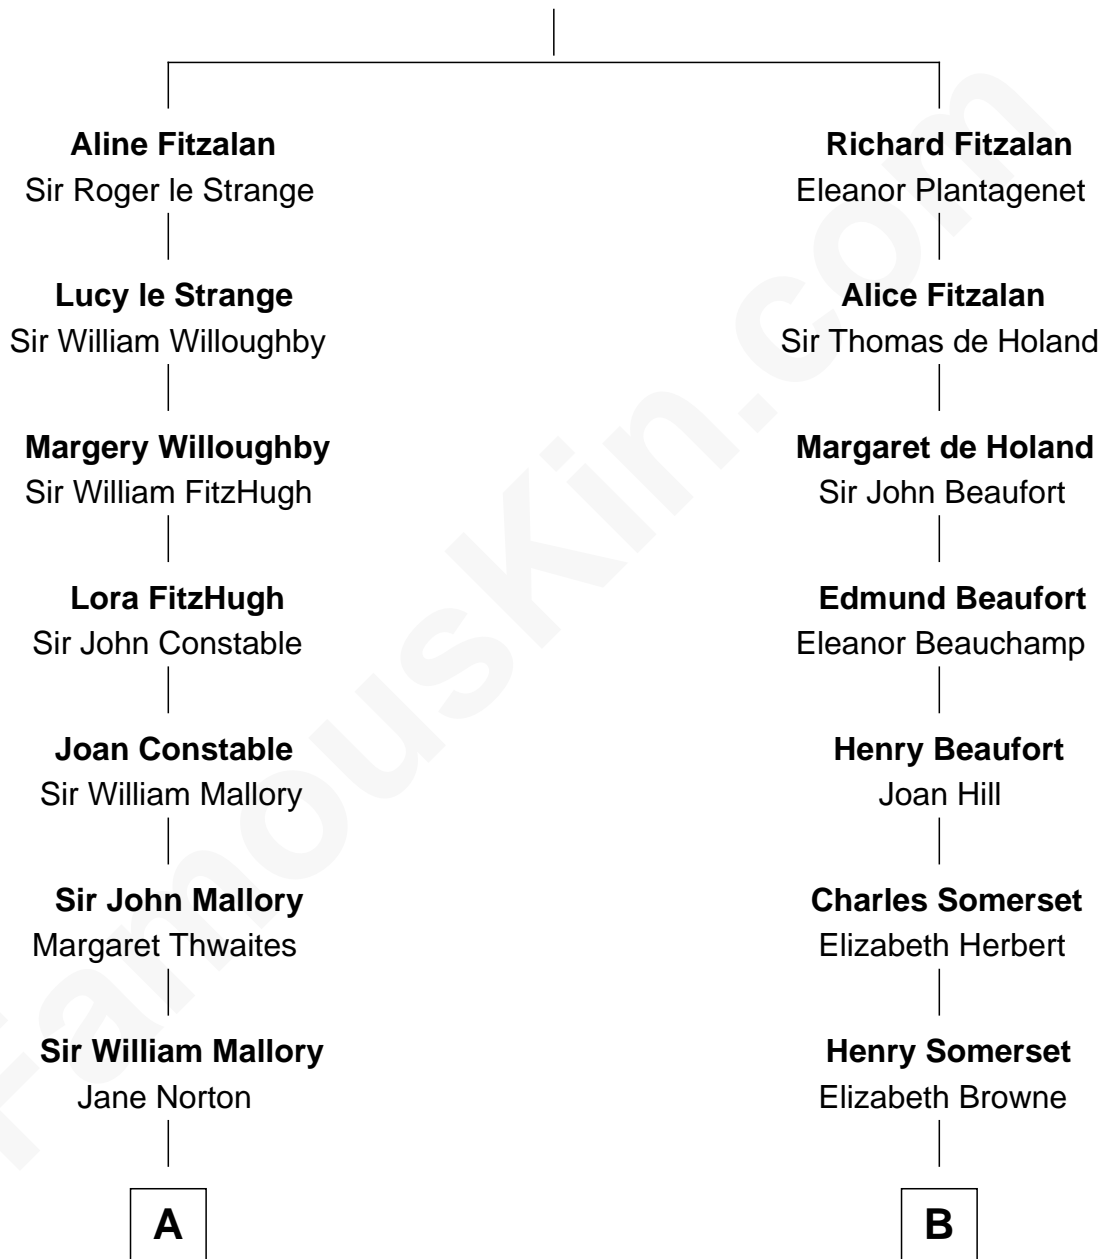 Aline Fitzalan
Sir Roger le Strange
Lucy le Strange
Sir William Willoughby
Margery Willoughby
Sir William FitzHugh
Lora FitzHugh
Sir John Constable
Joan Constable
Sir William Mallory
Sir John Mallory
Margaret Thwaites
Sir William Mallory
Jane Norton
A
Richard Fitzalan
Eleanor Plantagenet
Alice Fitzalan
Sir Thomas de Holand
Margaret de Holand
Sir John Beaufort
Edmund Beaufort
Eleanor Beauchamp
Henry Beaufort
Joan Hill
Charles Somerset
Elizabeth Herbert
Henry Somerset
Elizabeth Browne
B
FamousKin.com